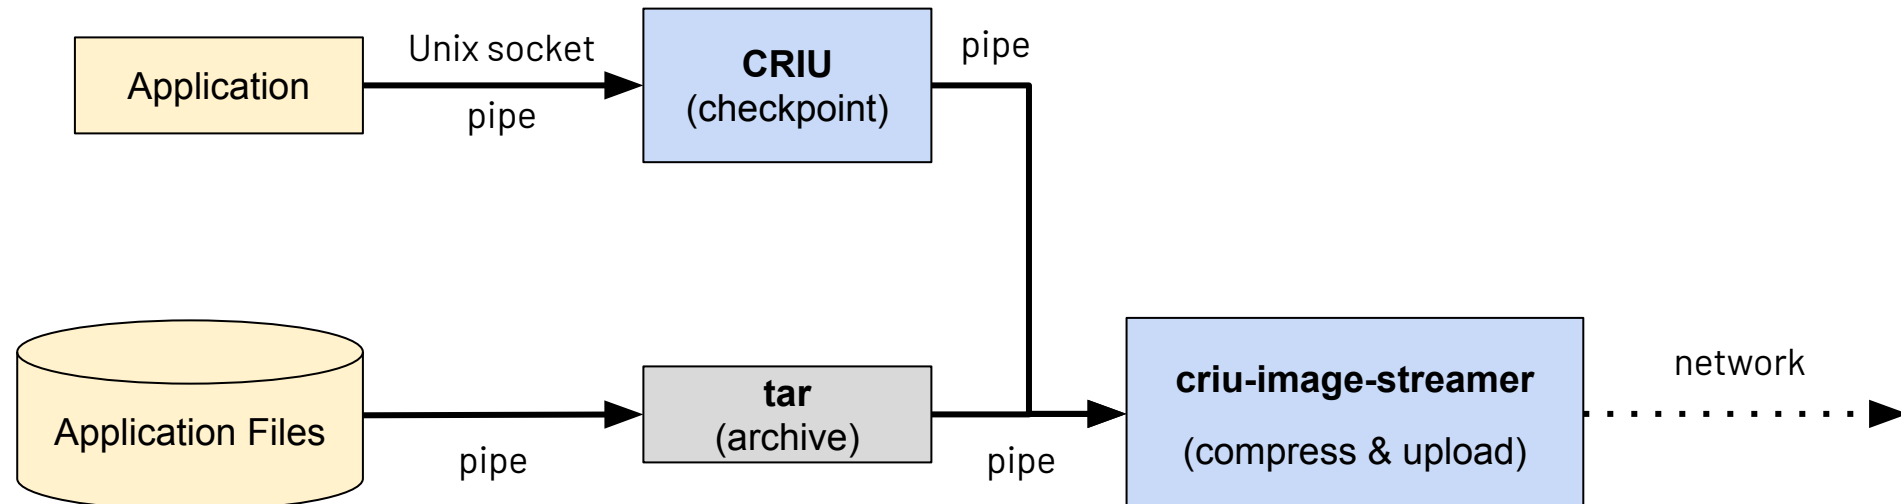 Application
Unix socket
pipe
CRIU
(checkpoint)
pipe
Application Files
pipe
tar
(archive)
pipe
criu-image-streamer
(compress & upload)
network